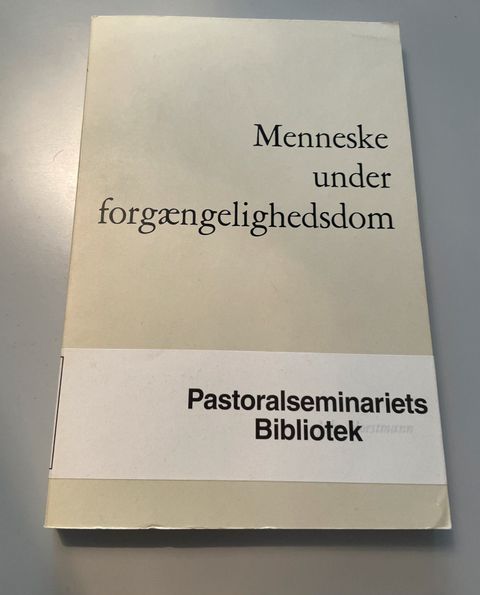 Menneske
under
forgængelighedsdom
Pastoralseminariets
Bibliotek